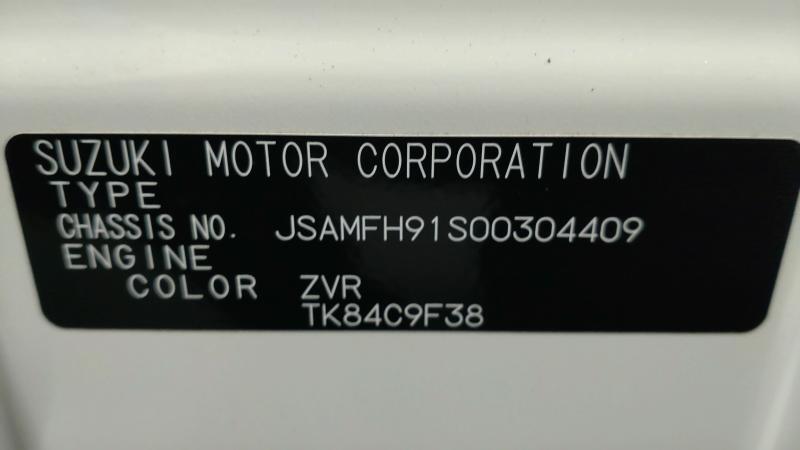 SUZUKI MOTOR CORPORATION
TYPE
CHASSIS NO. JSAMFH91S00304409
ENGINE
COLOR ZVR
TK84C9F38